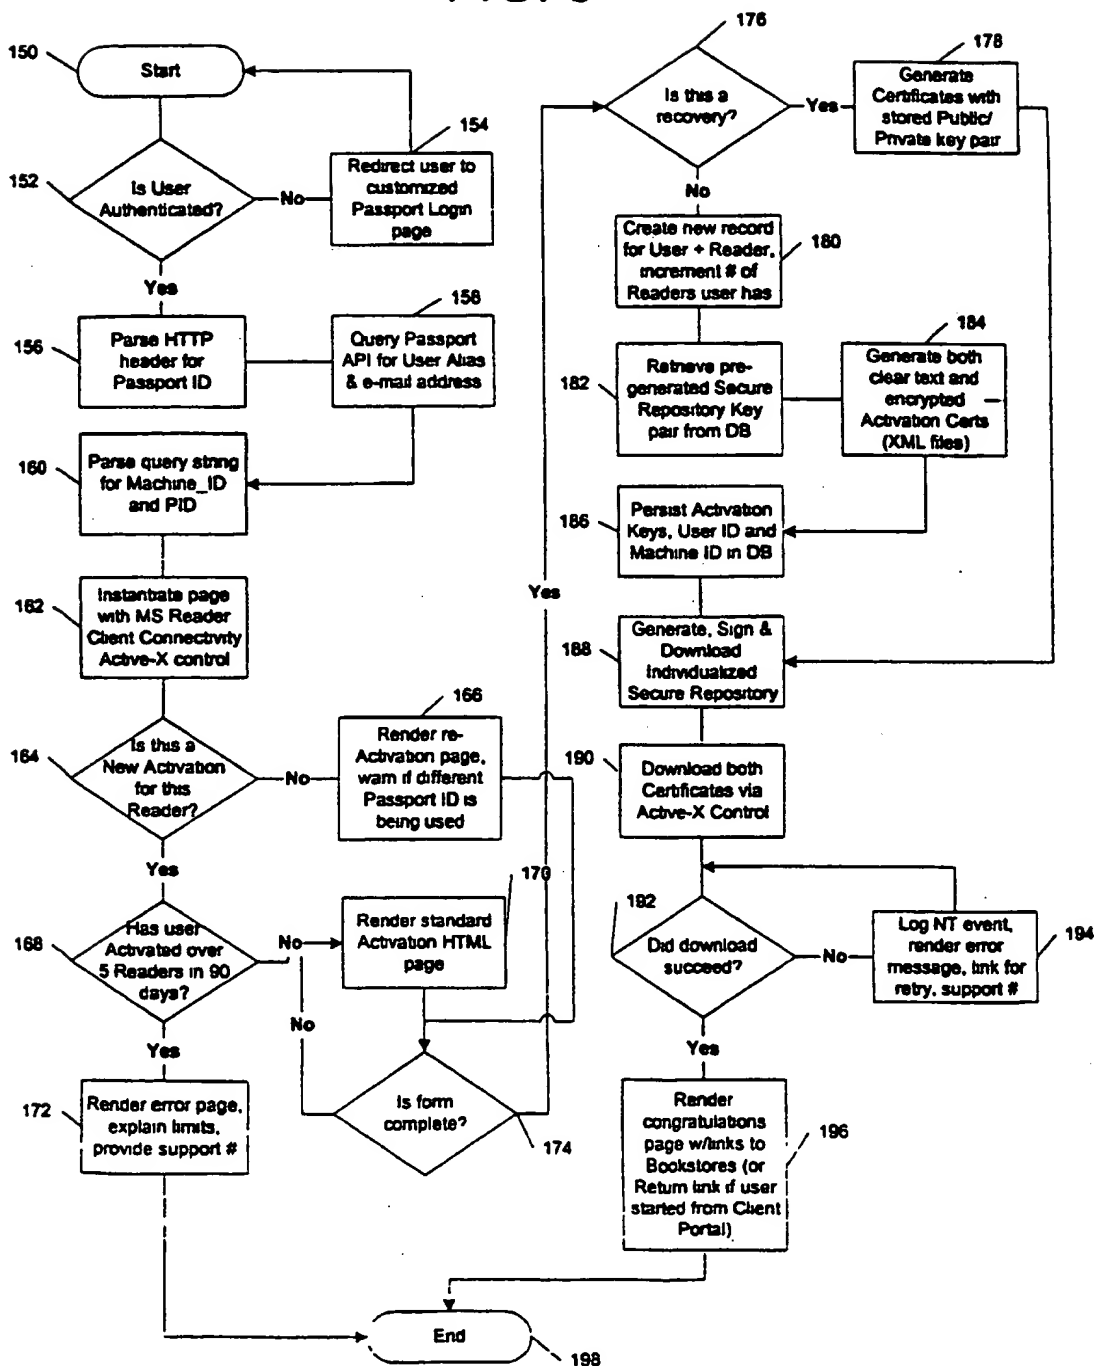 150
Start
152
Is User
Authenticated?
No
154
Redirect user to
customized
Passport Login
page
Yes
156
Parse HTTP
header for
Passport ID
158
Query Passport
API for User Alias
& e-mail address
160
Parse query string
for Machine_ID
and PID
162
Instantiate page
with MS Reader
Client Connectivity
Active-X control
164
Is this a
New Activation
for this
Reader?
No
166
Render re-
Activation page,
warn if different
Passport ID is
being used
Yes
168
Has user
Activated over
5 Readers in 90
days?
No
170
Render standard
Activation HTML
page
No
Yes
172
Render error page,
explain limits,
provide support #
Is form
complete?
174
Yes
176
Is this a
recovery?
Yes
178
Generate
Certificates with
stored Public/
Private key pair
No
Create new record
for User + Reader,
increment # of
Readers user has
180
182
Retrieve pre-
generated Secure
Repository Key
pair from DB
184
Generate both
clear text and
encrypted
Activation Certs
(XML files)
186
Persist Activation
Keys, User ID and
Machine ID in DB
188
Generate, Sign &
Download
Individualized
Secure Repository
190
Download both
Certificates via
Active-X Control
192
Did download
succeed?
No
Log NT event,
render error
message, link for
retry, support #
194
Yes
Render
congratulations
page w/links to
Bookstores (or
Return link if user
started from Client
Portal)
196
End
198